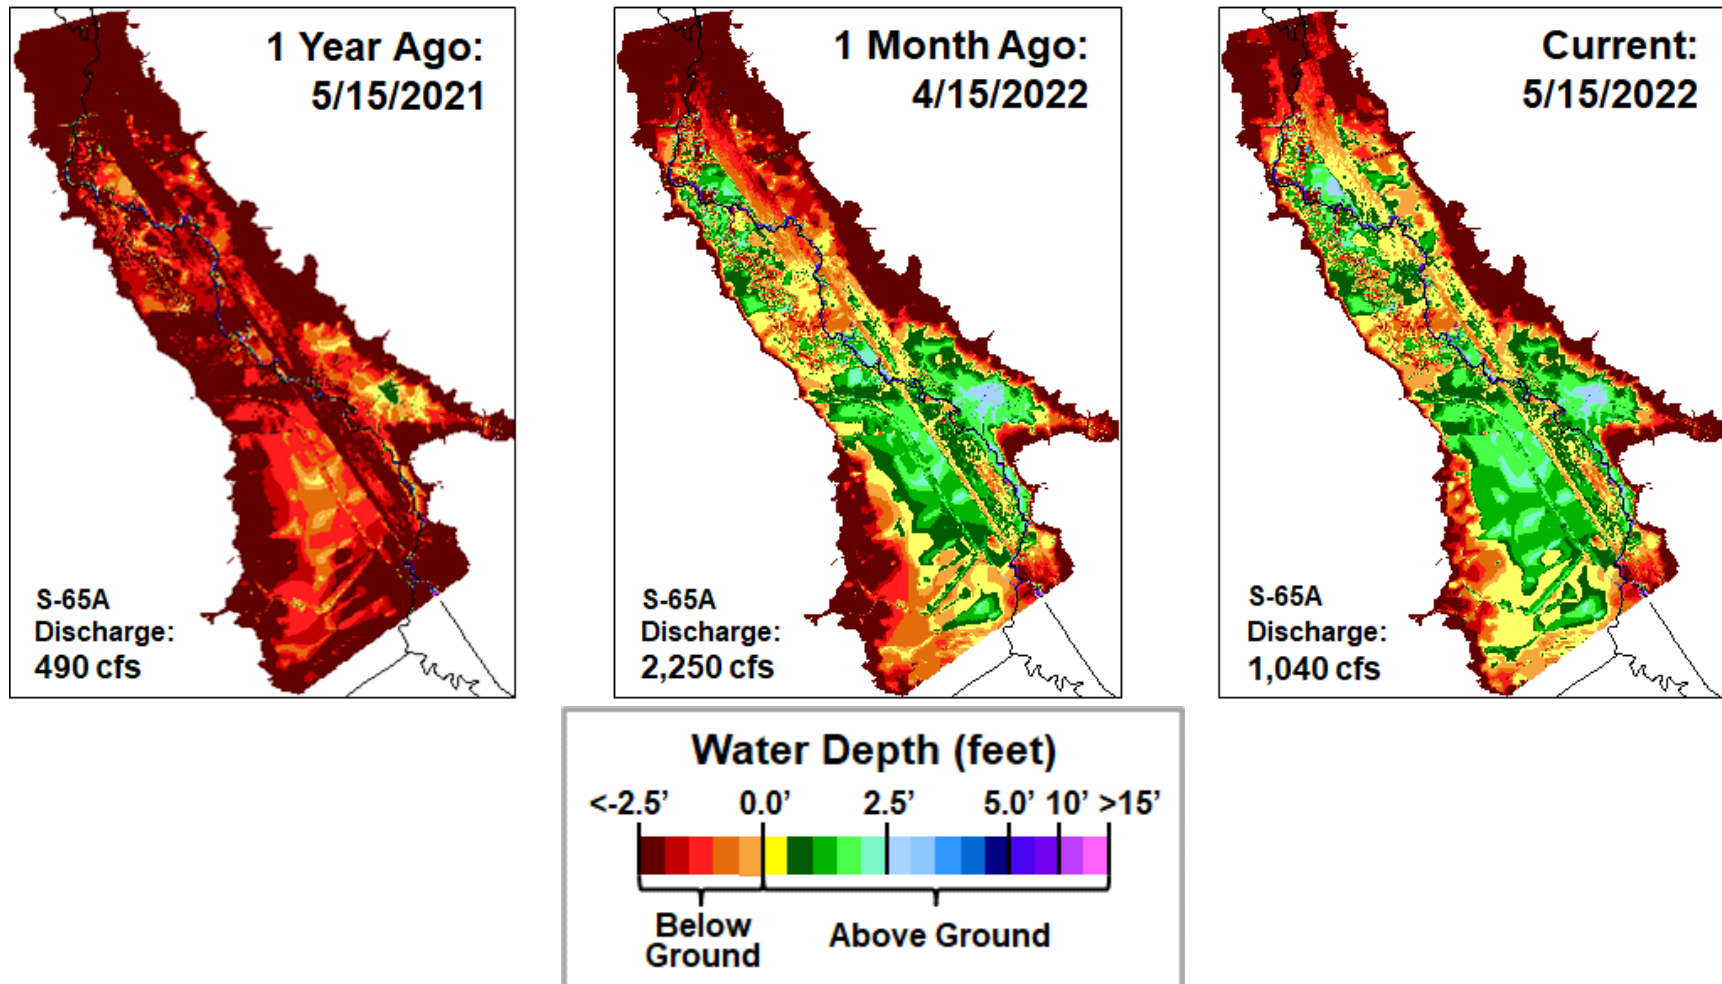 1 Year Ago:
5/15/2021
S-65A
Discharge:
490 cfs
1 Month Ago:
4/15/2022
S-65A
Discharge:
2,250 cfs
Current:
5/15/2022
S-65A
Discharge:
1,040 cfs
Water Depth (feet)
<-2.5’ 0.0’ 2.5’ 5.0’ 10’ >15’
Below
Ground
Above Ground